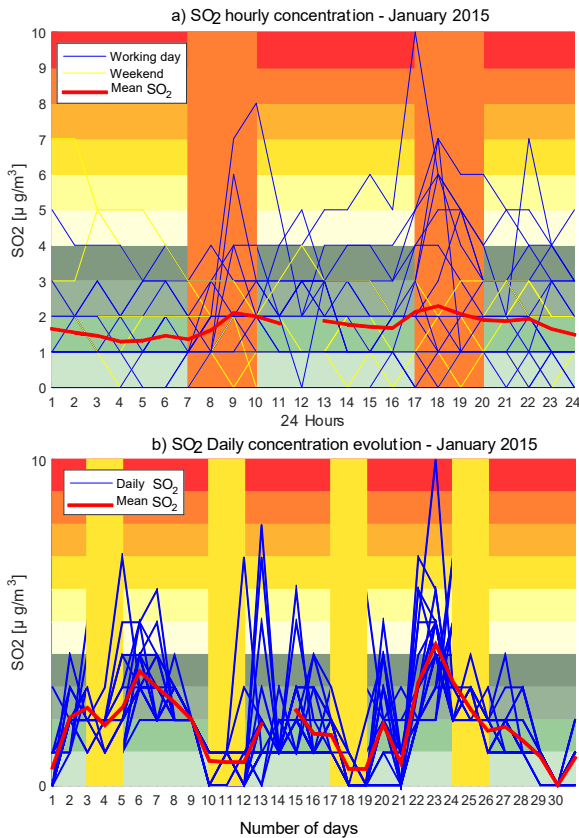 a) SO2 hourly concentration - January 2015
SO2 [µ g/m³]
10
9
8
7
6
5
4
3
2
1
0
Working day
Weekend
Mean SO2
1 2 3 4 5 6 7 8 9 10 11 12 13 14 15 16 17 18 19 20 21 22 23 24
24 Hours
b) SO2 Daily concentration evolution - January 2015
SO2 [µ g/m³]
10
0
Daily SO2
Mean SO2
1 2 3 4 5 6 7 8 9 10 11 12 13 14 15 16 17 18 19 20 21 22 23 24 25 26 27 28 29 30
Number of days